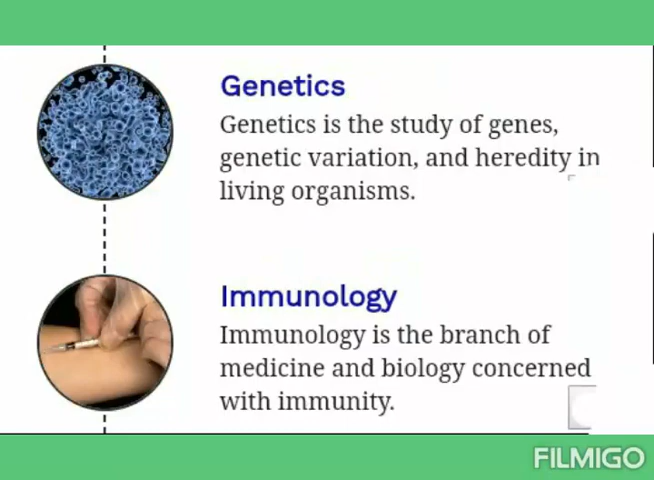 Genetics
Genetics is the study of genes,
genetic variation, and heredity in
living organisms.
Immunology
Immunology is the branch of
medicine and biology concerned
with immunity.
FILMIGO